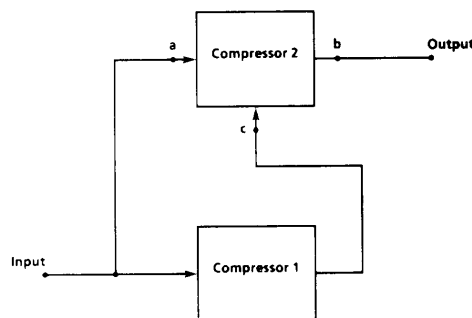 a
Compressor 2
b
Output
c
Input
Compressor 1